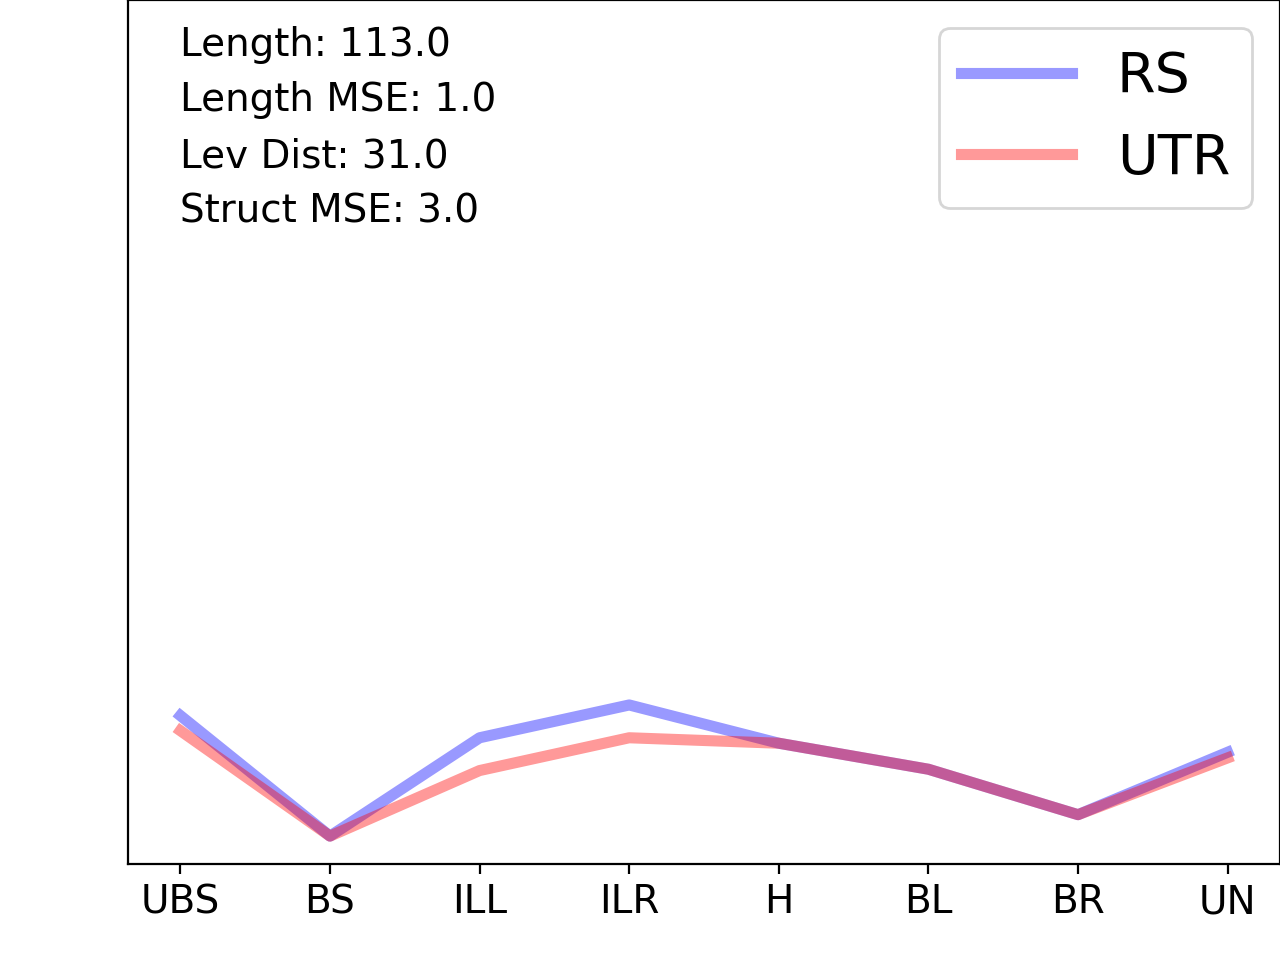 Length: 113.0
Length MSE: 1.0
Lev Dist: 31.0
Struct MSE: 3.0
RS
UTR
UBS BS ILL ILR H BL BR UN